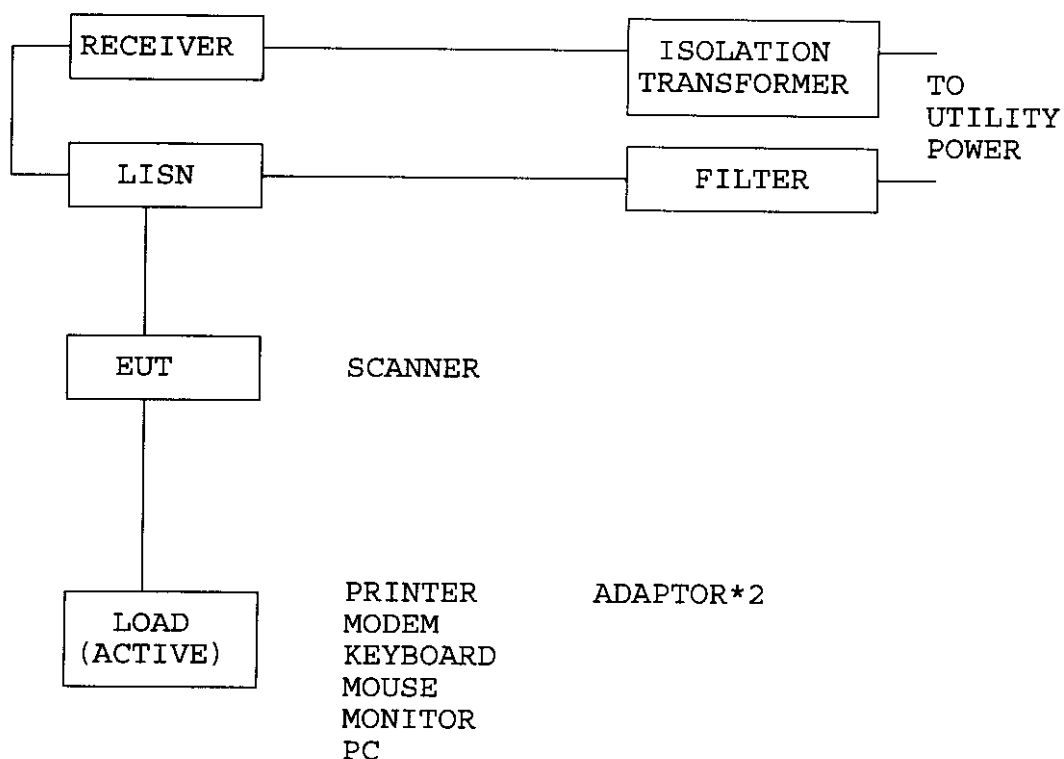 RECEIVER
ISOLATION
TRANSFORMER
TO
UTILITY
POWER
LISN
FILTER
EUT
SCANNER
LOAD
(ACTIVE)
PRINTER
MODEM
KEYBOARD
MOUSE
MONITOR
PC
ADAPTOR*2